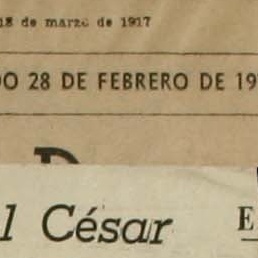 18 de marzo de 1917
DO 28 DE FEBRERO DE 19
l César E